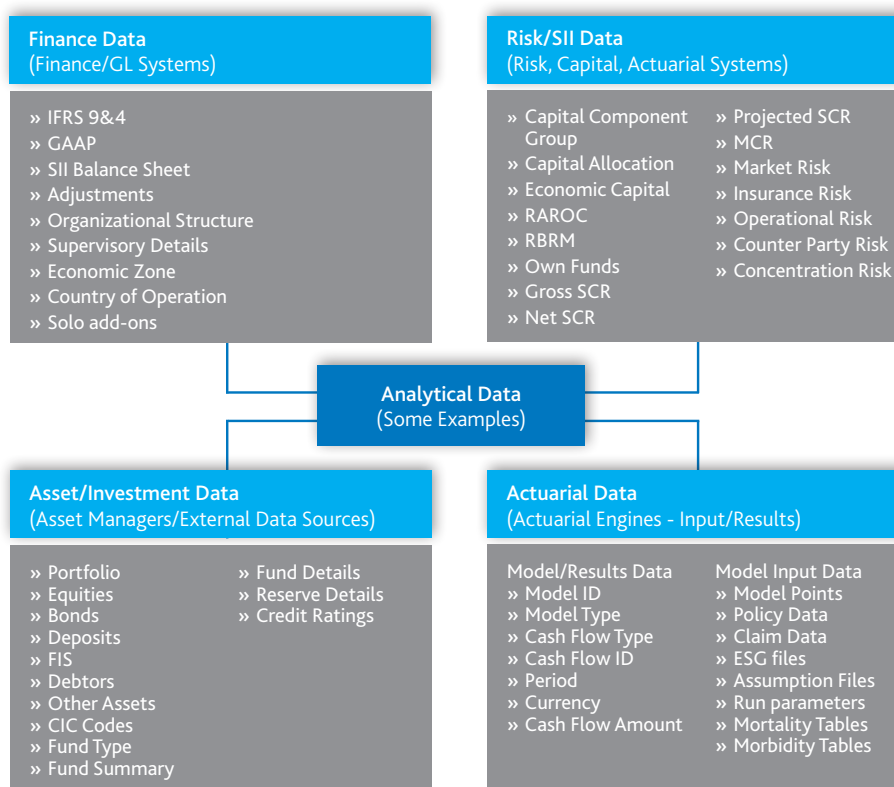 Finance Data
(Finance/GL Systems)
» IFRS 9&4
» GAAP
» SII Balance Sheet
» Adjustments
» Organizational Structure
» Supervisory Details
» Economic Zone
» Country of Operation
» Solo add-ons
Risk/SII Data
(Risk, Capital, Actuarial Systems)
» Capital Component
Group
» Capital Allocation
» Economic Capital
» RAROC
» RBRM
» Own Funds
» Gross SCR
» Net SCR
» Projected SCR
» MCR
» Market Risk
» Insurance Risk
» Operational Risk
» Counter Party Risk
» Concentration Risk
Analytical Data
(Some Examples)
Asset/Investment Data
(Asset Managers/External Data Sources)
» Portfolio
» Equities
» Bonds
» Deposits
» FIS
» Debtors
» Other Assets
» CIC Codes
» Fund Type
» Fund Summary
» Fund Details
» Reserve Details
» Credit Ratings
Actuarial Data
(Actuarial Engines - Input/Results)
Model/Results Data
» Model ID
» Model Type
» Cash Flow Type
» Cash Flow ID
» Period
» Currency
» Cash Flow Amount
Model Input Data
» Model Points
» Policy Data
» Claim Data
» ESG files
» Assumption Files
» Run parameters
» Mortality Tables
» Morbidity Tables